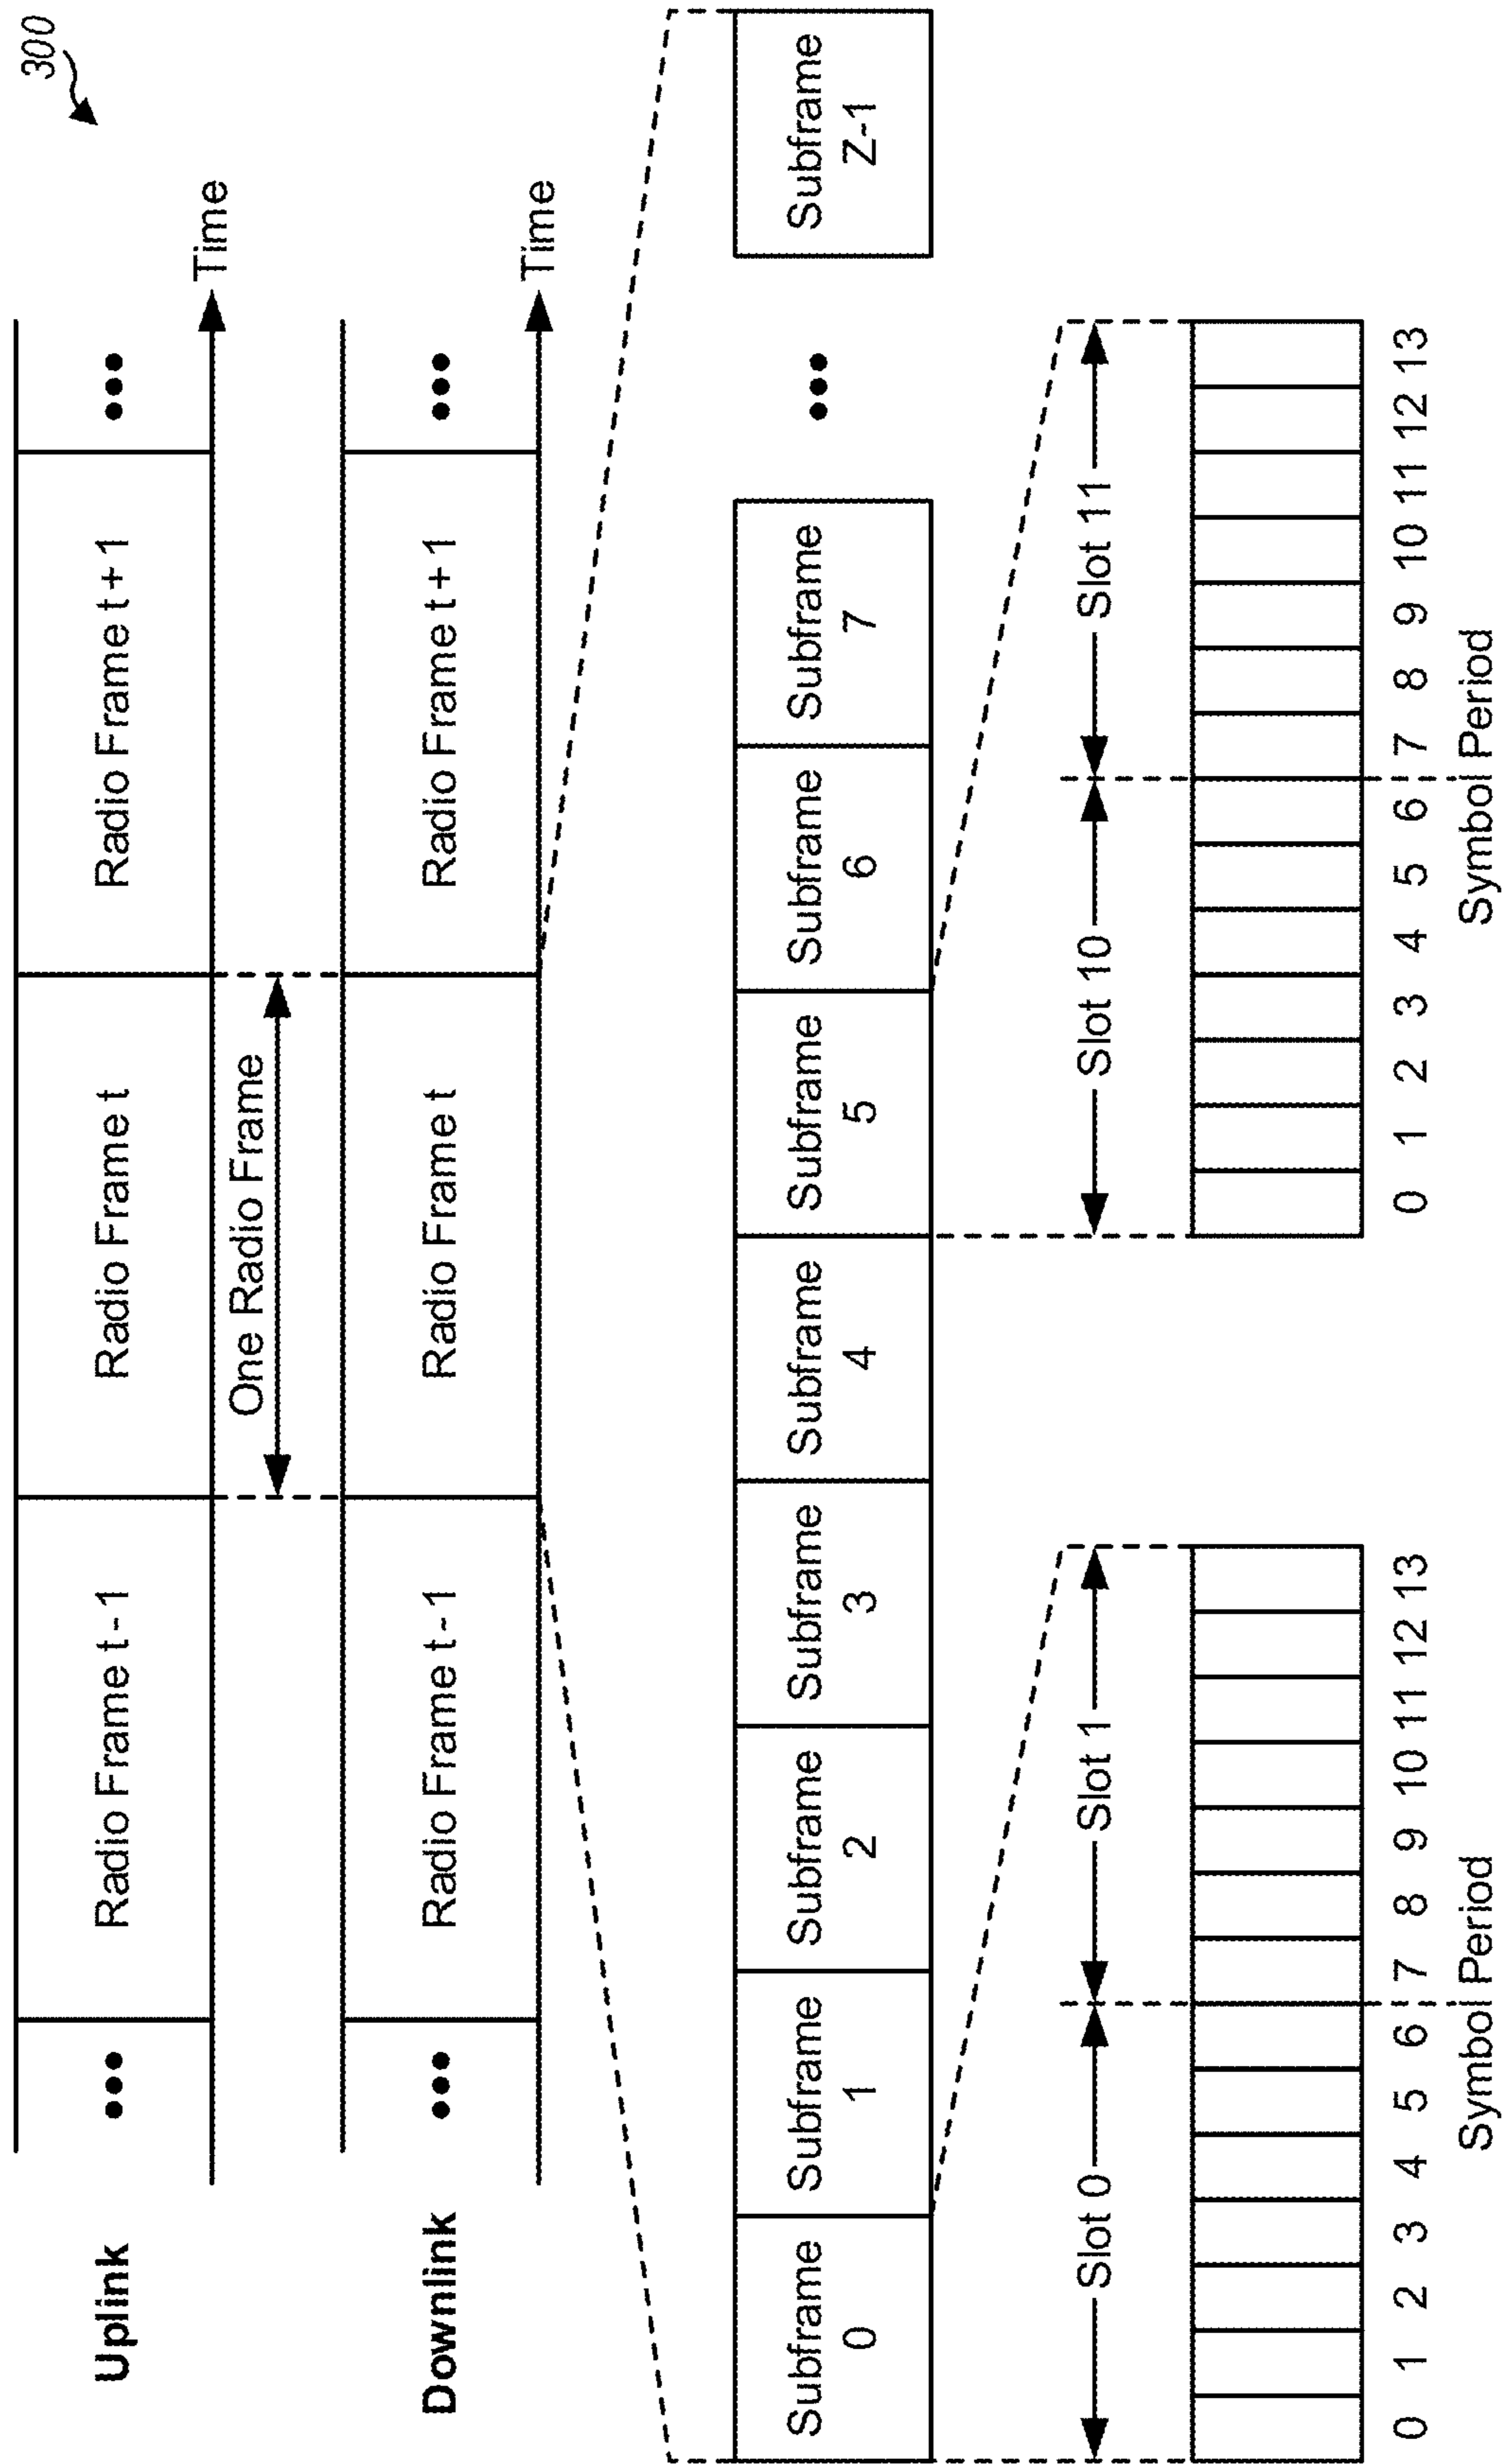 300
Uplink ••• Radio Frame t-1 Radio Frame t Radio Frame t+1 •••
Time
One Radio Frame
Downlink ••• Radio Frame t-1 Radio Frame t Radio Frame t+1 •••
Time
Subframe 0
Subframe 1
Subframe 2
Subframe 3
Subframe 4
Subframe 5
Subframe 6
Subframe 7
•••
Subframe Z-1
Slot 0 Slot 1 Slot 10 Slot 11
0 1 2 3 4 5 6 7 8 9 10 11 12 13
Symbol Period
0 1 2 3 4 5 6 7 8 9 10 11 12 13
Symbol Period